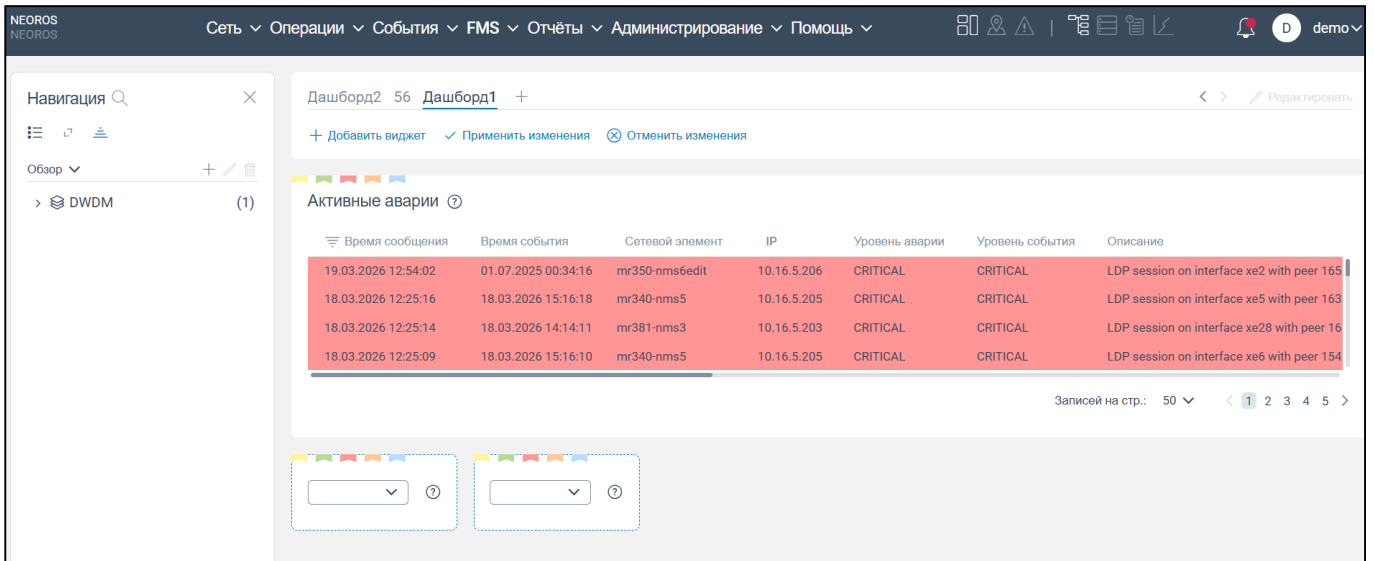 NEOROS
NEOROS
Сеть Операции События FMS Отчёты Администрирование Помощь
D demo
Навигация
Обзор
DWDM (1)
Дашборд2 56 Дашборд1 Редактировать
Добавить виджет Применить изменения Отменить изменения
Активные аварии ?
Время сообщения Время события Сетевой элемент IP Уровень аварии Уровень события Описание
19.03.2026 12:54:02 01.07.2025 00:34:16 mr350-nms6edit 10.16.5.206 CRITICAL CRITICAL LDP session on interface xe2 with peer 165
18.03.2026 12:25:16 18.03.2026 15:16:18 mr340-nms5 10.16.5.205 CRITICAL CRITICAL LDP session on interface xe5 with peer 163
18.03.2026 12:25:14 18.03.2026 14:14:11 mr381-nms3 10.16.5.203 CRITICAL CRITICAL LDP session on interface xe28 with peer 16
18.03.2026 12:25:09 18.03.2026 15:16:10 mr340-nms5 10.16.5.205 CRITICAL CRITICAL LDP session on interface xe6 with peer 154
Записей на стр.: 50 1 2 3 4 5
? ?